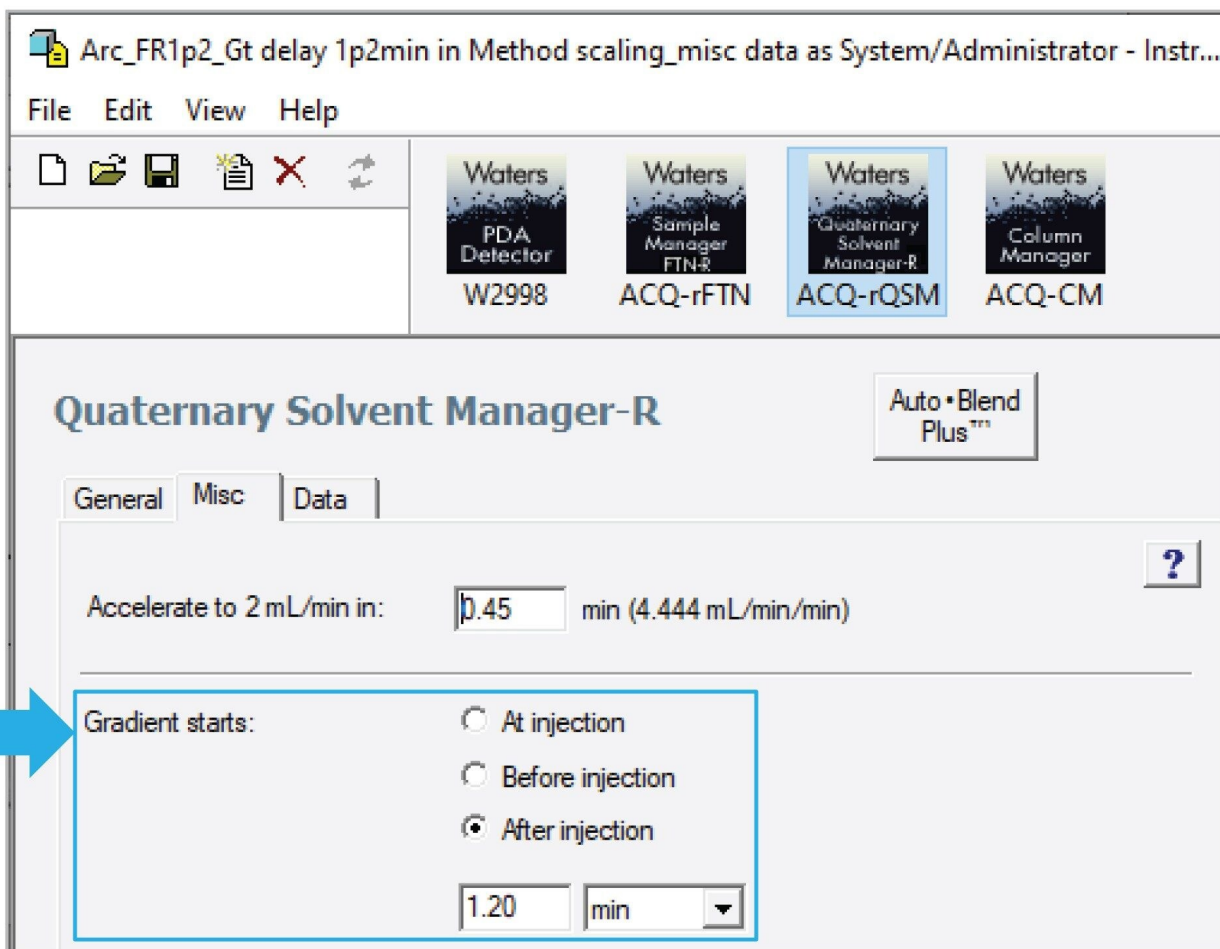 Arc_FR1p2_Gt delay 1p2min in Method scaling_misc data as System/Administrator - Instr...
File Edit View Help
Waters PDA Detector
Waters Sample Manager FTN-R
Waters Quaternary Solvent Manager-R
Waters Column Manager
W2998 ACQ-rFTN ACQ-rQSM ACQ-CM
Quaternary Solvent Manager-R
Auto•Blend
Plus™
General Misc Data
?
Accelerate to 2 mL/min in: 0.45 min (4.444 mL/min/min)
Gradient starts: At injection
Before injection
After injection
1.20 min